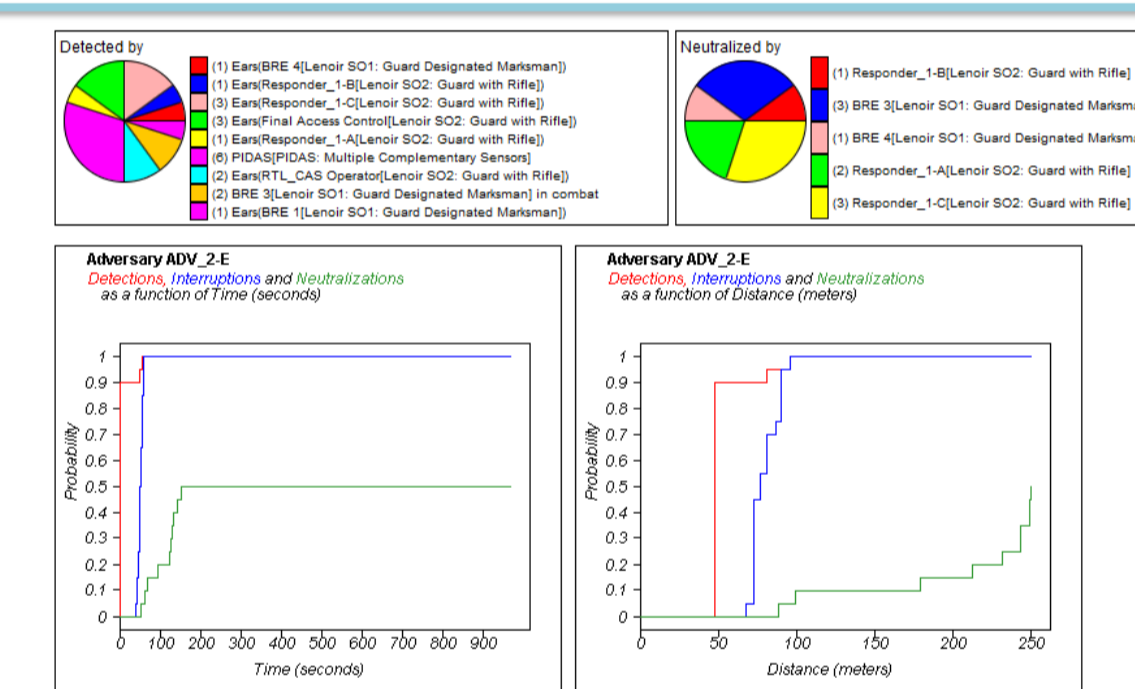 Detected by
(1) Ears(BRE 4[Lenoir SO1: Guard Designated Marksman])
(1) Ears(Responder_1-B[Lenoir SO2: Guard with Rifle])
(3) Ears(Responder_1-C[Lenoir SO2: Guard with Rifle])
(3) Ears(Final Access Control[Lenoir SO2: Guard with Rifle])
(1) Ears(Responder_1-A[Lenoir SO2: Guard with Rifle])
(6) PIDAS[PIDAS: Multiple Complementary Sensors]
(2) Ears(RTL_CAS Operator[Lenoir SO2: Guard with Rifle])
(2) BRE 3[Lenoir SO1: Guard Designated Marksman] in combat
(1) Ears(BRE 1[Lenoir SO1: Guard Designated Marksman])
Neutralized by
(1) Responder_1-B[Lenoir SO2: Guard with Rifle]
(3) BRE 3[Lenoir SO1: Guard Designated Marksma
(1) BRE 4[Lenoir SO1: Guard Designated Marksma
(2) Responder_1-A[Lenoir SO2: Guard with Rifle]
(3) Responder_1-C[Lenoir SO2: Guard with Rifle]
Adversary ADV_2-E
Detections, Interruptions and Neutralizations
as a function of Time (seconds)
Probability
1
0.9
0.8
0.7
0.6
0.5
0.4
0.3
0.2
0.1
0
0 100 200 300 400 500 600 700 800 900
Time (seconds)
Adversary ADV_2-E
Detections, Interruptions and Neutralizations
as a function of Distance (meters)
Probability
1
0.9
0.8
0.7
0.6
0.5
0.4
0.3
0.2
0.1
0
0 50 100 150 200 250
Distance (meters)